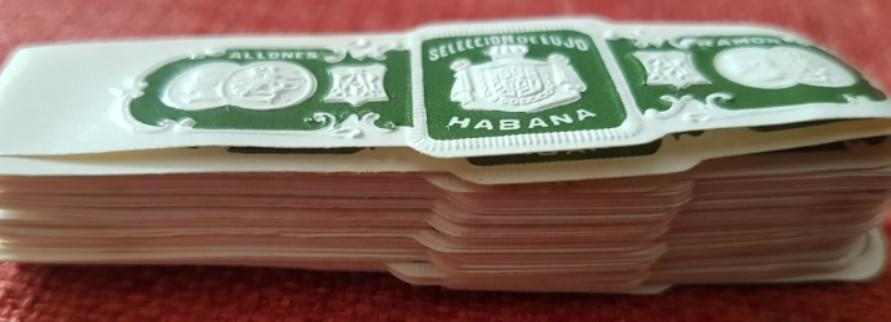 ALLONES
SELECCION DE LUJO
HABANA
RAMON